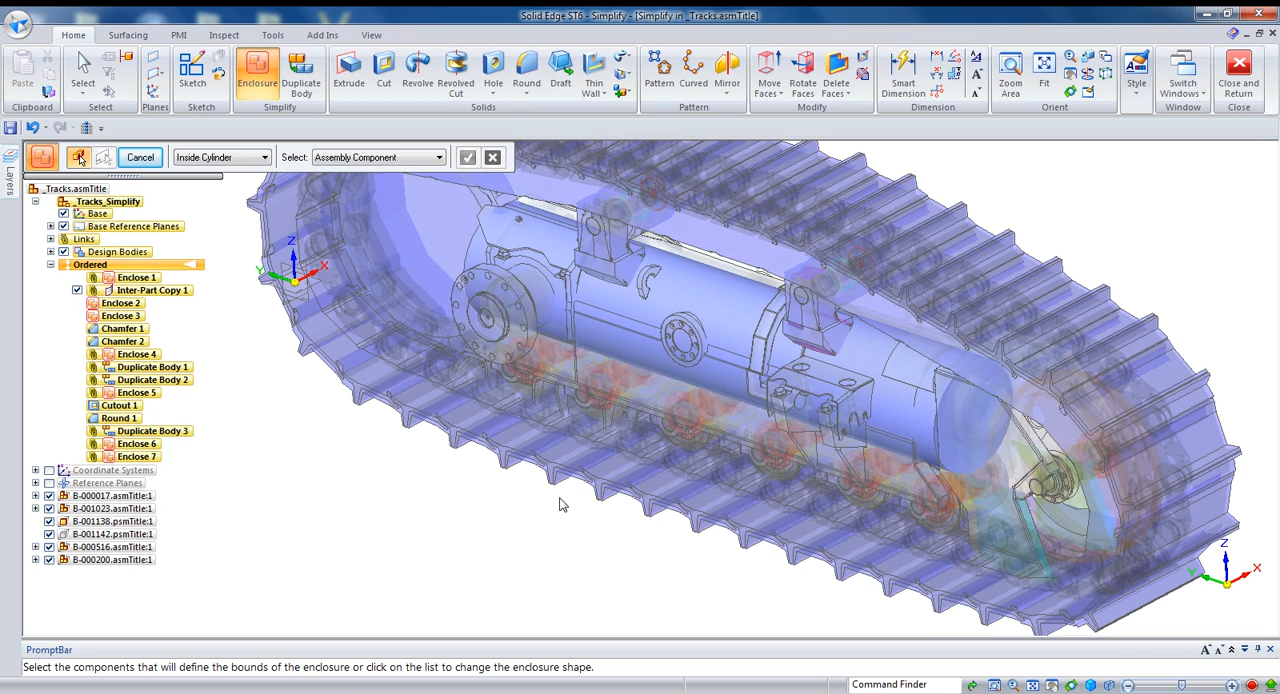 Solid Edge ST6 - Simplify - [Simplify in _Tracks.asmTitle]
Home Surfacing PMI Inspect Tools Add Ins View
Paste Select Sketch Enclosure Duplicate Body Extrude Cut Revolve Revolved Cut Hole Round Draft Thin Wall Pattern Curved Mirror Move Faces Rotate Faces Delete Faces Smart Dimension Zoom Area Fit Style Switch Windows Close and Return
Clipboard Select Planes Sketch Simplify Solids Pattern Modify Dimension Orient Window Close
Cancel Inside Cylinder Select: Assembly Component
Layers
_Tracks.asmTitle
_Tracks_Simplify
Base
Base Reference Planes
Links
Design Bodies
Ordered
Enclose 1
Inter-Part Copy 1
Enclose 2
Enclose 3
Chamfer 1
Chamfer 2
Enclose 4
Duplicate Body 1
Duplicate Body 2
Enclose 5
Cutout 1
Round 1
Duplicate Body 3
Enclose 6
Enclose 7
Coordinate Systems
Reference Planes
B-000017.asmTitle:1
B-001023.asmTitle:1
B-001138.psmTitle:1
B-001142.psmTitle:1
B-000516.asmTitle:1
B-000200.asmTitle:1
Z
Y X
Z
Y X
PromptBar
Select the components that will define the bounds of the enclosure or click on the list to change the enclosure shape.
Command Finder